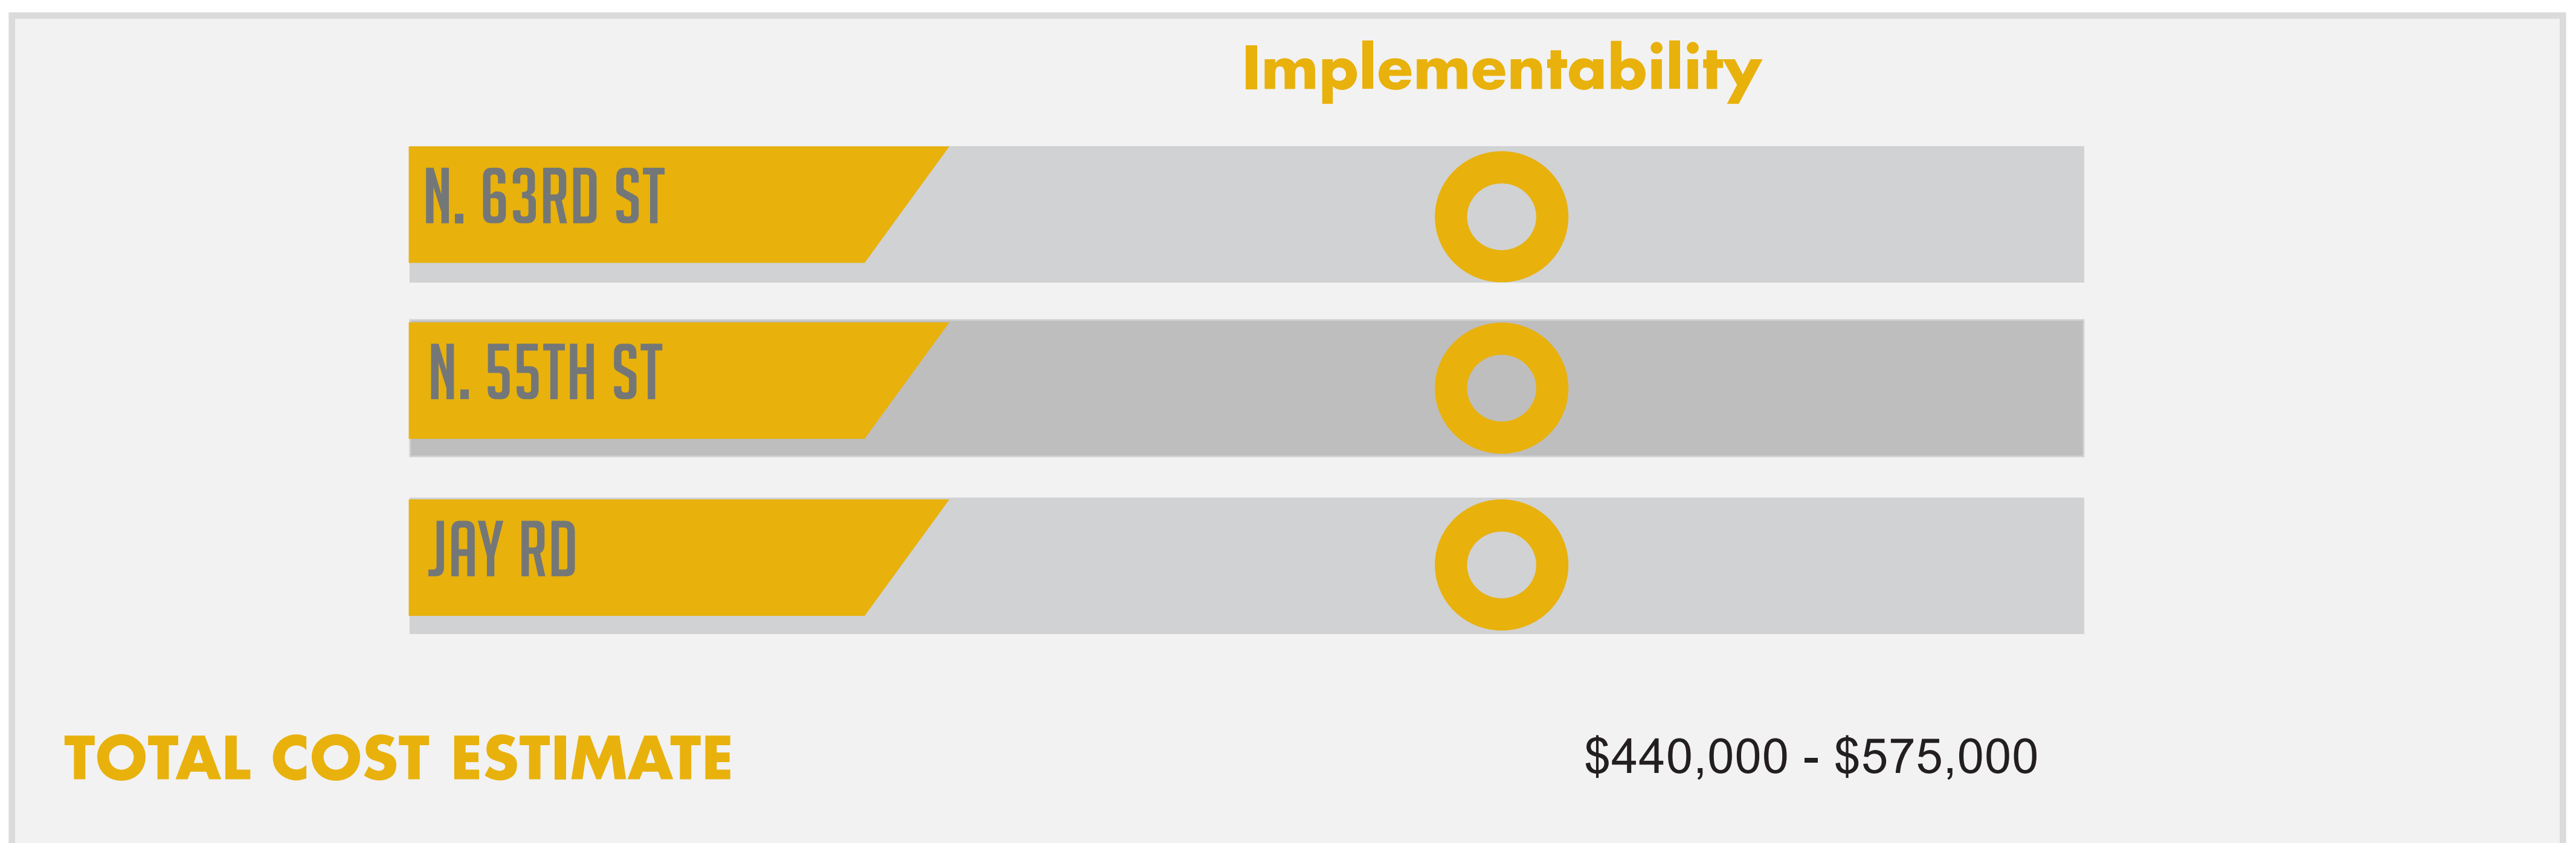 Implementability
N. 63RD ST
N. 55TH ST
JAY RD
TOTAL COST ESTIMATE
$440,000 - $575,000